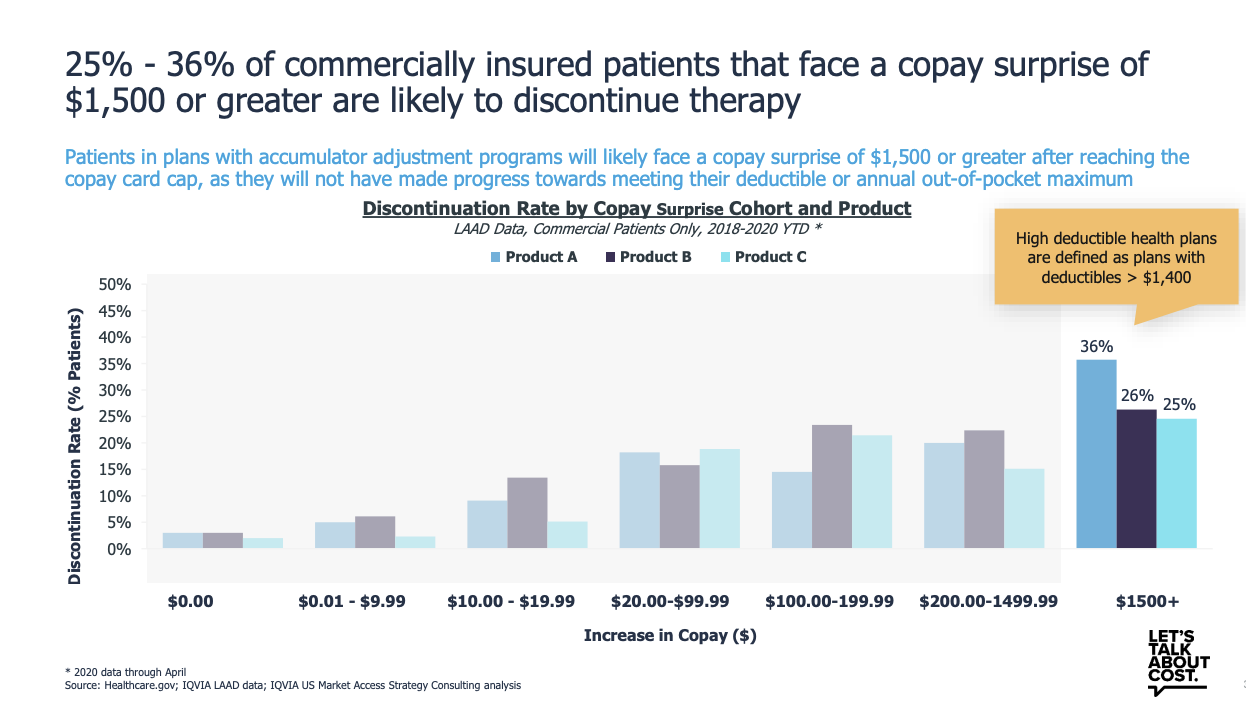 25% - 36% of commercially insured patients that face a copay surprise of
$1,500 or greater are likely to discontinue therapy
Patients in plans with accumulator adjustment programs will likely face a copay surprise of $1,500 or greater after reaching the
copay card cap, as they will not have made progress towards meeting their deductible or annual out-of-pocket maximum
Discontinuation Rate by Copay Surprise Cohort and Product
LAAD Data, Commercial Patients Only, 2018-2020 YTD *
Product A
Product B
Product C
High deductible health plans
are defined as plans with
deductibles > $1,400
Discontinuation Rate (% Patients)
50%
45%
40%
35%
30%
25%
20%
15%
10%
5%
0%
36%
26%
25%
$0.00
$0.01 - $9.99
$10.00 - $19.99
$20.00-$99.99
$100.00-199.99
$200.00-1499.99
$1500+
Increase in Copay ($)
* 2020 data through April
Source: Healthcare.gov; IQVIA LAAD data; IQVIA US Market Access Strategy Consulting analysis
LET'S
TALK
ABOUT
COST.